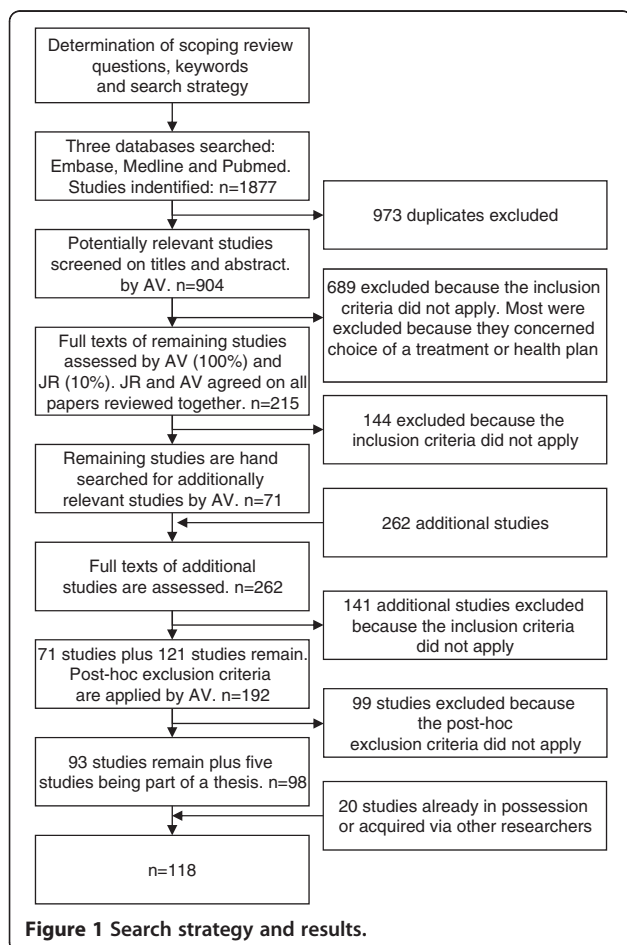 Determination of scoping review
questions, keywords
and search strategy
Three databases searched:
Embase, Medline and Pubmed.
Studies indentified: n=1877
973 duplicates excluded
Potentially relevant studies
screened on titles and abstract.
by AV. n=904
689 excluded because the inclusion
criteria did not apply. Most were
excluded because they concerned
choice of a treatment or health plan
Full texts of remaining studies
assessed by AV (100%) and
JR (10%). JR and AV agreed on all
papers reviewed together. n=215
144 excluded because the
inclusion criteria did not apply
Remaining studies are hand
searched for additionally
relevant studies by AV. n=71
262 additional studies
Full texts of additional
studies are assessed. n=262
141 additional studies excluded
because the inclusion criteria
did not apply
71 studies plus 121 studies remain.
Post-hoc exclusion criteria
are applied by AV. n=192
99 studies excluded because
the post-hoc
exclusion criteria did not apply
93 studies remain plus five
studies being part of a thesis. n=98
20 studies already in possession
or acquired via other researchers
n=118
Figure 1 Search strategy and results.